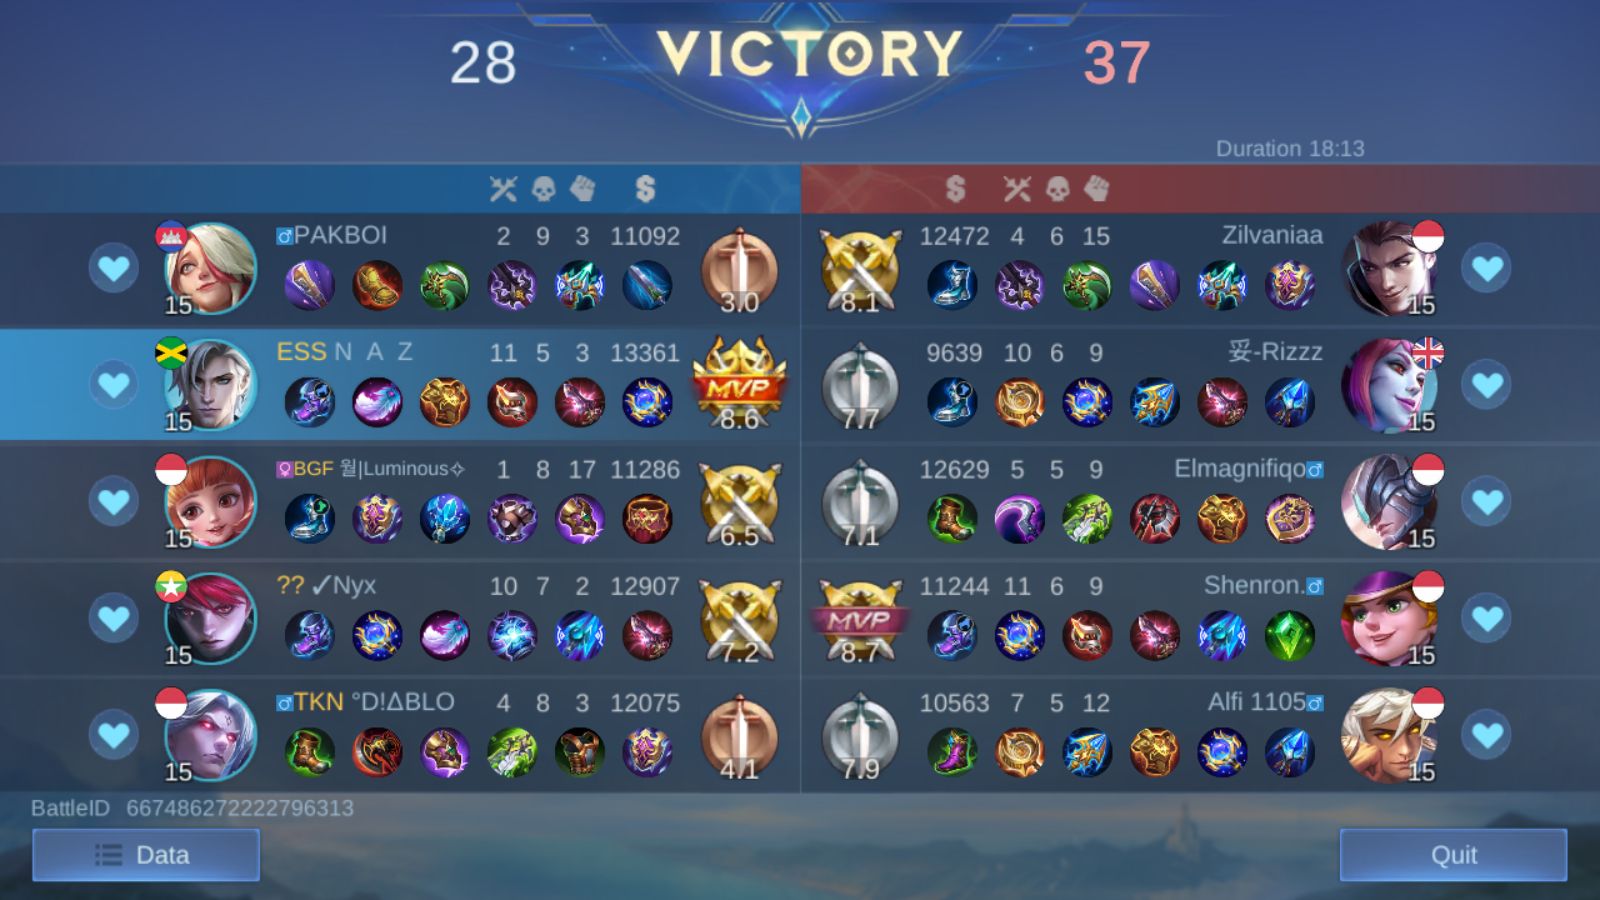 28
VICTORY
37
Duration 18:13
PAKBOI 2 9 3 11092
15
3.0
12472 4 6 15 Zilvaniaa
8.1
15
ESS N A Z 11 5 3 13361
15
MVP
8.6
9639 10 6 9 妥-Rizzz
7.7
15
BGF 월|Luminous✧ 1 8 17 11286
15
6.5
12629 5 5 9 Elmagnifiqo
7.1
15
?? ✓Nyx 10 7 2 12907
15
7.2
11244 11 6 9 Shenron.
MVP
8.7
15
TKN °D!ΔBLO 4 8 3 12075
15
4.1
10563 7 5 12 Alfi 1105
7.9
15
BattleID 667486272222796313
Data
Quit